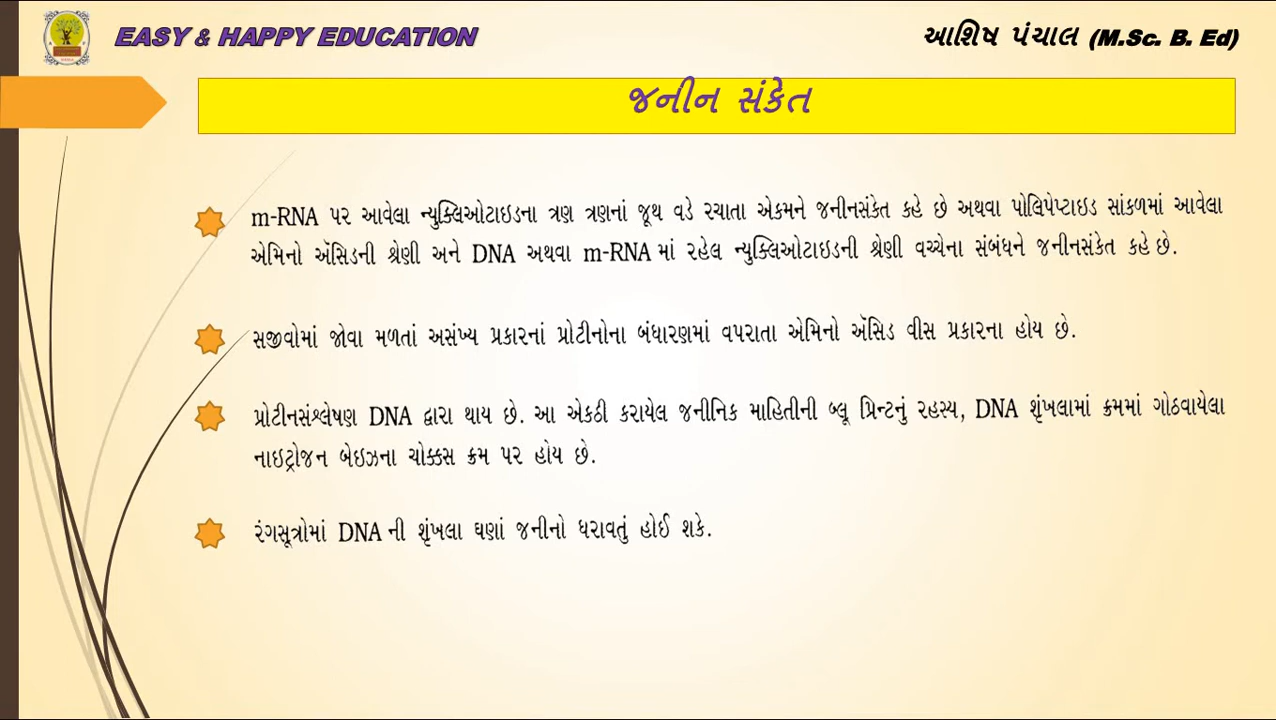 EASY & HAPPY EDUCATION
આશિષ પંચાલ (M.Sc. B. Ed)
જનીન સંકેત
m-RNA પર આવેલા ન્યુક્લિઓટાઇડના ત્રણ ત્રણનાં જૂથ વડે રચાતા એકમને જનીનસંકેત કહે છે અથવા પોલિપેપ્ટાઇડ સાંકળમાં આવેલા
એમિનો ઍસિડની શ્રેણી અને DNA અથવા m-RNA માં રહેલ ન્યુક્લિઓટાઇડની શ્રેણી વચ્ચેના સંબંધને જનીનસંકેત કહે છે.
સજીવોમાં જોવા મળતાં અસંખ્ય પ્રકારનાં પ્રોટીનોના બંધારણમાં વપરાતા એમિનો ઍસિડ વીસ પ્રકારના હોય છે.
પ્રોટીનસંશ્લેષણ DNA દ્વારા થાય છે. આ એકઠી કરાયેલ જનીનિક માહિતીની બ્લૂ પ્રિન્ટનું રહસ્ય, DNA શૃંખલામાં ક્રમમાં ગોઠવાયેલા
નાઇટ્રોજન બેઇઝના ચોક્કસ ક્રમ પર હોય છે.
રંગસૂત્રોમાં DNA ની શૃંખલા ઘણાં જનીનો ધરાવતું હોઈ શકે.